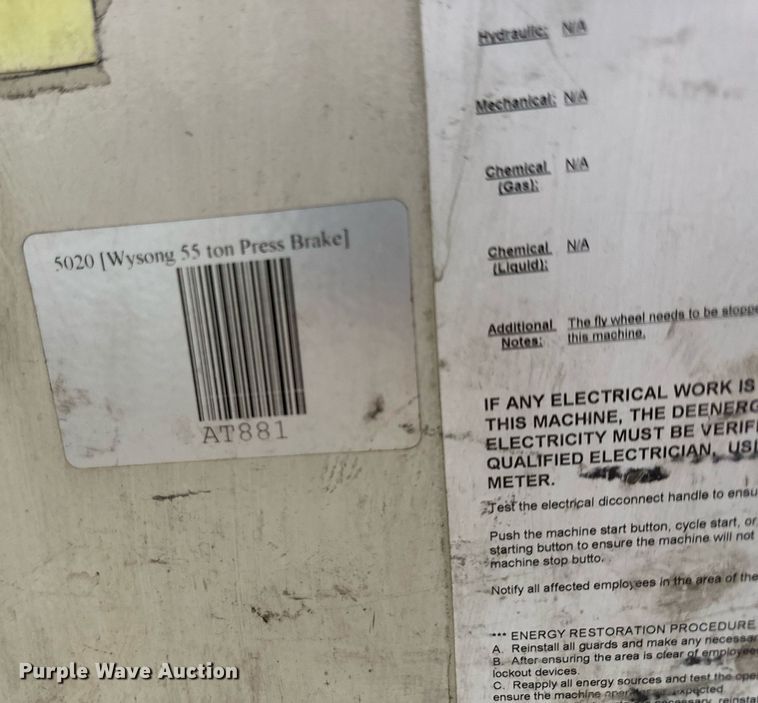 5020 [Wysong 55 ton Press Brake]
AT881
Hydraulic: N/A
Mechanical: N/A
Chemical N/A
(Gas):
Chemical N/A
(Liquid):
Additional The fly wheel needs to be
Notes: this machine.
IF ANY ELECTRICAL WORK IS
THIS MACHINE, THE
ELECTRICITY MUST BE
QUALIFIED ELECTRICIAN,
METER.
Test the electrical dicconnect handle to
Push the machine start button, cycle start, or
starting button to ensure the machine will not
machine stop butto.
Notify all affected employees in the area of the
*** ENERGY RESTORATION PROCEDURE
A. Reinstall all guards and make any
B. After ensuring the area is clear of
lockout devices.
C. Reapply all energy sources and test the
ensure the machine expected
Purple Wave Auction